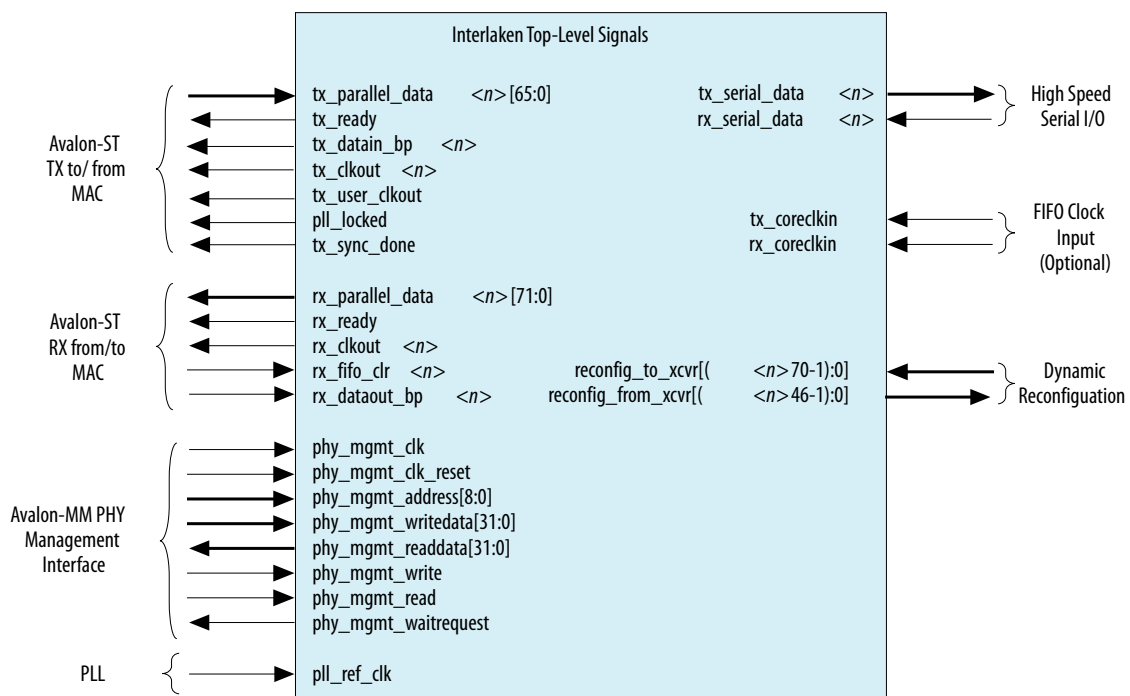 Interlaken Top-Level Signals
Avalon-ST
TX to/ from
MAC
tx_parallel_data <n>[65:0]
tx_ready
tx_datain_bp <n>
tx_clkout <n>
tx_user_clkout
pll_locked
tx_sync_done
tx_serial_data <n>
rx_serial_data <n>
High Speed
Serial I/O
tx_coreclkin
rx_coreclkin
FIFO Clock
Input
(Optional)
Avalon-ST
RX from/to
MAC
rx_parallel_data <n>[71:0]
rx_ready
rx_clkout <n>
rx_fifo_clr <n>
rx_dataout_bp <n>
reconfig_to_xcvr[( <n>70-1):0]
reconfig_from_xcvr[( <n>46-1):0]
Dynamic
Reconfiguation
Avalon-MM PHY
Management
Interface
phy_mgmt_clk
phy_mgmt_clk_reset
phy_mgmt_address[8:0]
phy_mgmt_writedata[31:0]
phy_mgmt_readdata[31:0]
phy_mgmt_write
phy_mgmt_read
phy_mgmt_waitrequest
PLL
pll_ref_clk